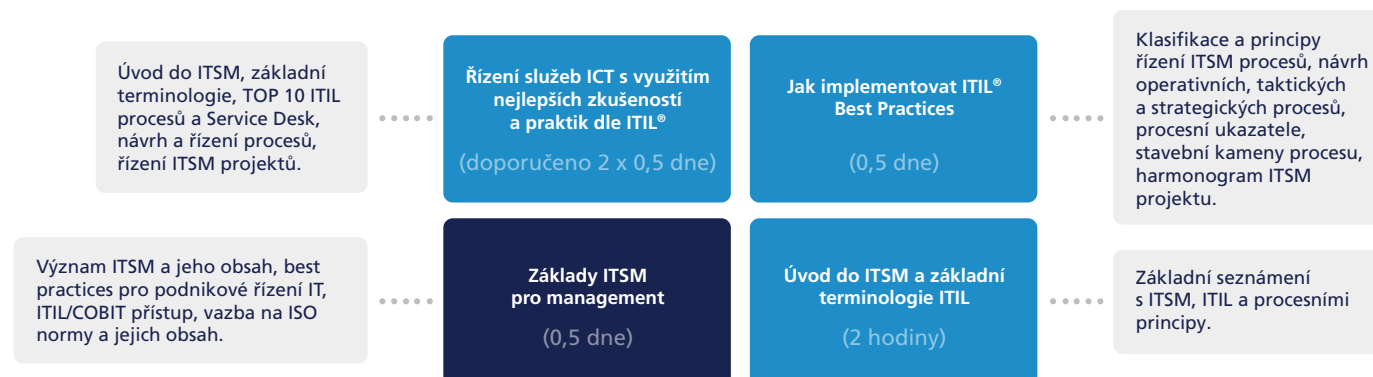 Úvod do ITSM, základní
terminologie, TOP 10 ITIL
procesů a Service Desk,
návrh a řízení procesů,
řízení ITSM projektů.
Řízení služeb ICT s využitím
nejlepších zkušeností
a praktik dle ITIL®
(doporučeno 2 x 0,5 dne)
Jak implementovat ITIL®
Best Practices
(0,5 dne)
Klasifikace a principy
řízení ITSM procesů, návrh
operativních, taktických
a strategických procesů,
procesní ukazatele,
stavební kameny procesu,
harmonogram ITSM
projektu.
Význam ITSM a jeho obsah, best
practices pro podnikové řízení IT,
ITIL/COBIT přístup, vazba na ISO
normy a jejich obsah.
Základy ITSM
pro management
(0,5 dne)
Úvod do ITSM a základní
terminologie ITIL
(2 hodiny)
Základní seznámení
s ITSM, ITIL a procesními
principy.